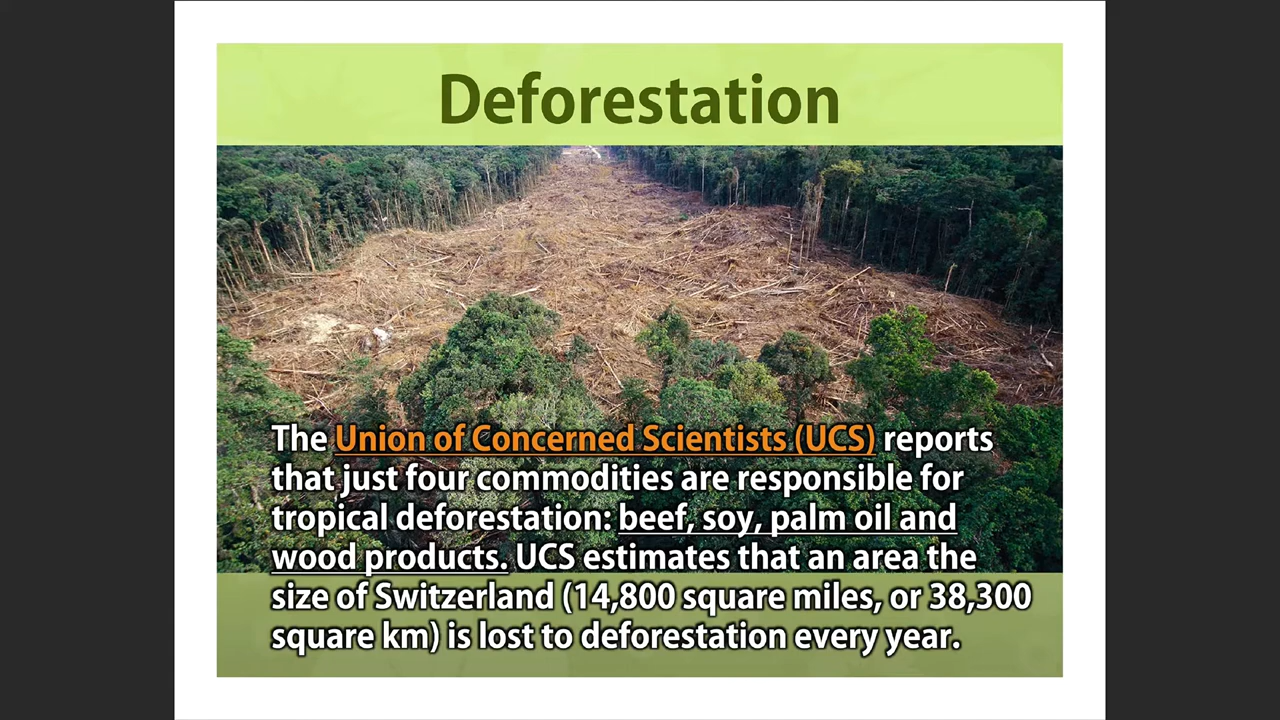 Deforestation
The Union of Concerned Scientists (UCS) reports
that just four commodities are responsible for
tropical deforestation: beef, soy, palm oil and
wood products. UCS estimates that an area the
size of Switzerland (14,800 square miles, or 38,300
square km) is lost to deforestation every year.